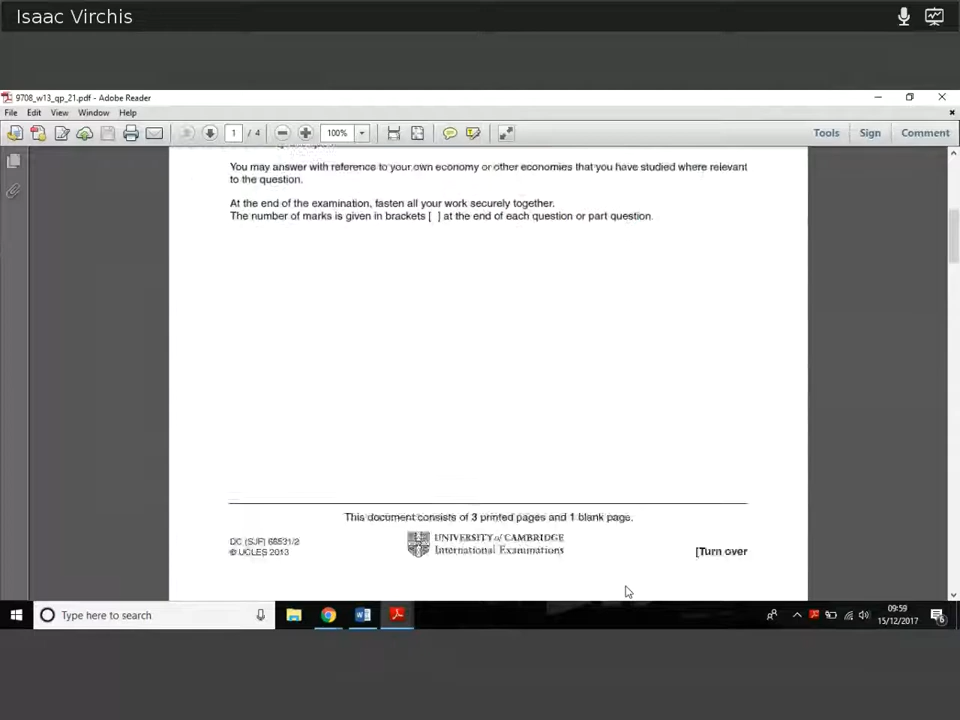 Isaac Virchis
9708_w13_qp_21.pdf - Adobe Reader
File Edit View Window Help
1 / 4 100% Tools Sign Comment
You may answer with reference to your own economy or other economies that you have studied where relevant
to the question.
At the end of the examination, fasten all your work securely together.
The number of marks is given in brackets [ ] at the end of each question or part question.
This document consists of 3 printed pages and 1 blank page.
DC (SJF) 68531/2
© UCLES 2013
UNIVERSITY of CAMBRIDGE
International Examinations
[Turn over
Type here to search
09:59
15/12/2017